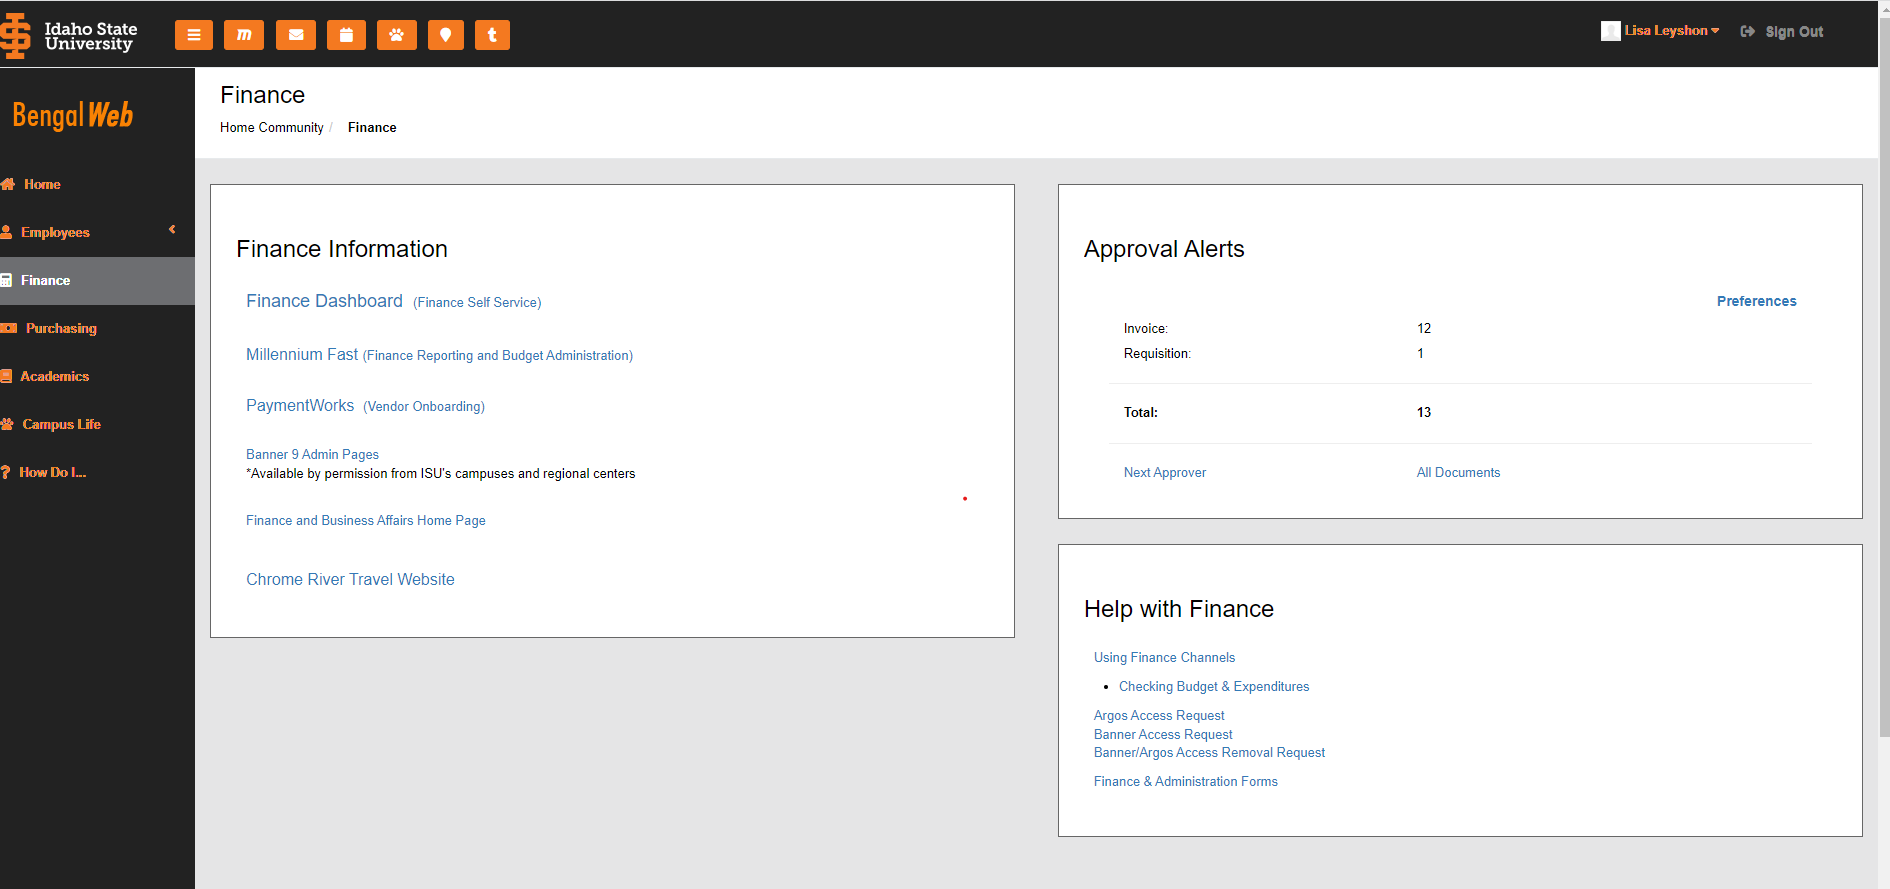 Idaho State
University
m
t
Lisa Leyshon
Sign Out
BengalWeb
Home
Employees
Finance
Purchasing
Academics
Campus Life
How Do I...
Finance
Home Community / Finance
Finance Information
Finance Dashboard (Finance Self Service)
Millennium Fast (Finance Reporting and Budget Administration)
PaymentWorks (Vendor Onboarding)
Banner 9 Admin Pages
*Available by permission from ISU's campuses and regional centers
Finance and Business Affairs Home Page
Chrome River Travel Website
Approval Alerts
Preferences
Invoice: 12
Requisition: 1
Total: 13
Next Approver All Documents
Help with Finance
Using Finance Channels
• Checking Budget & Expenditures
Argos Access Request
Banner Access Request
Banner/Argos Access Removal Request
Finance & Administration Forms